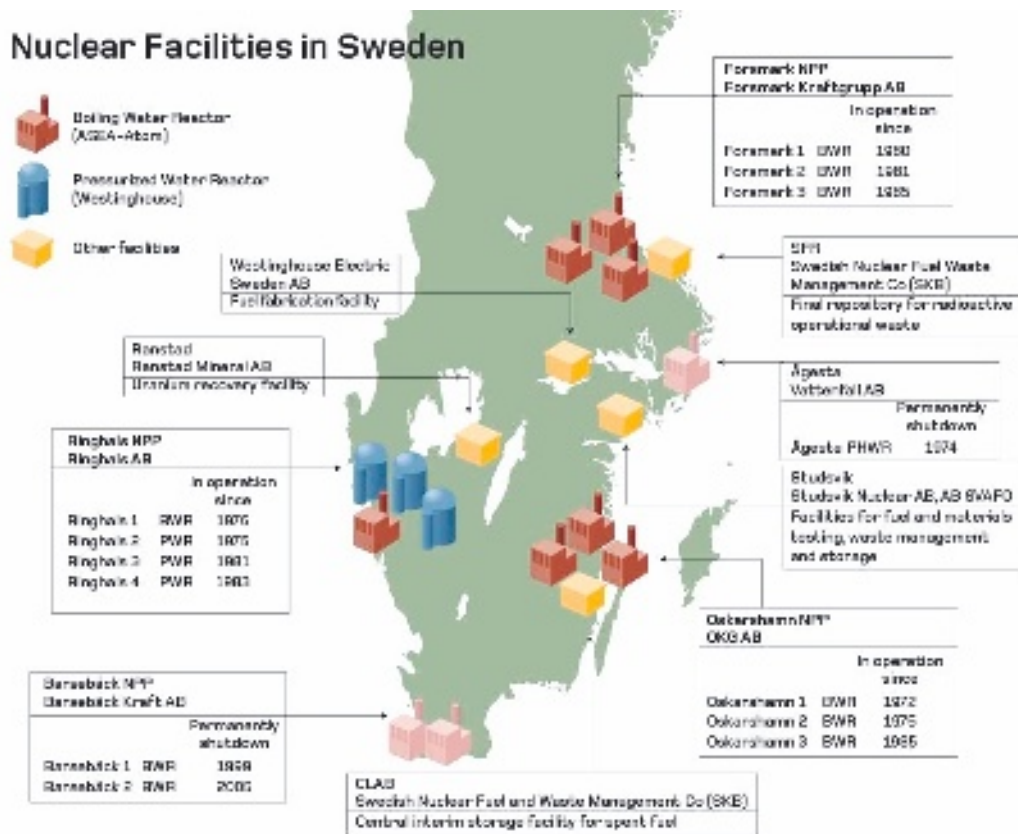 Nuclear Facilities in Sweden
Boiling Water Reactor
(ASEA-Atom)
Pressurized Water Reactor
(Westinghouse)
Other facilities
Forsmark NPP
Forsmark Kraftgrupp AB
In operation
since
Forsmark 1 BWR 1980
Forsmark 2 BWR 1981
Forsmark 3 BWR 1985
Westinghouse Electric
Sweden AB
Fuel fabrication facility
SFR
Swedish Nuclear Fuel Waste
Management Co (SKB)
Final repository for radioactive
operational waste
Ranstad
Ranstad Mineral AB
Uranium recovery facility
Ågesta
Vattenfall AB
Permanently
shutdown
Ågesta PHWR 1974
Ringhals NPP
Ringhals AB
In operation
since
Ringhals 1 BWR 1976
Ringhals 2 PWR 1975
Ringhals 3 PWR 1981
Ringhals 4 PWR 1983
Studsvik
Studsvik Nuclear AB, AB SVAFO
Facilities for fuel and materials
testing, waste management
and storage
Oskarshamn NPP
OKG AB
In operation
since
Oskarshamn 1 BWR 1972
Oskarshamn 2 BWR
Oskarshamn 3 BWR 1985
Barsebäck NPP
Barsebäck Kraft AB
Permanently
shutdown
Barsebäck 1 BWR 1999
Barsebäck 2 BWR 2005
CLAB
Swedish Nuclear Fuel and Waste Management Co (SKB)
Central interim storage facility for spent fuel